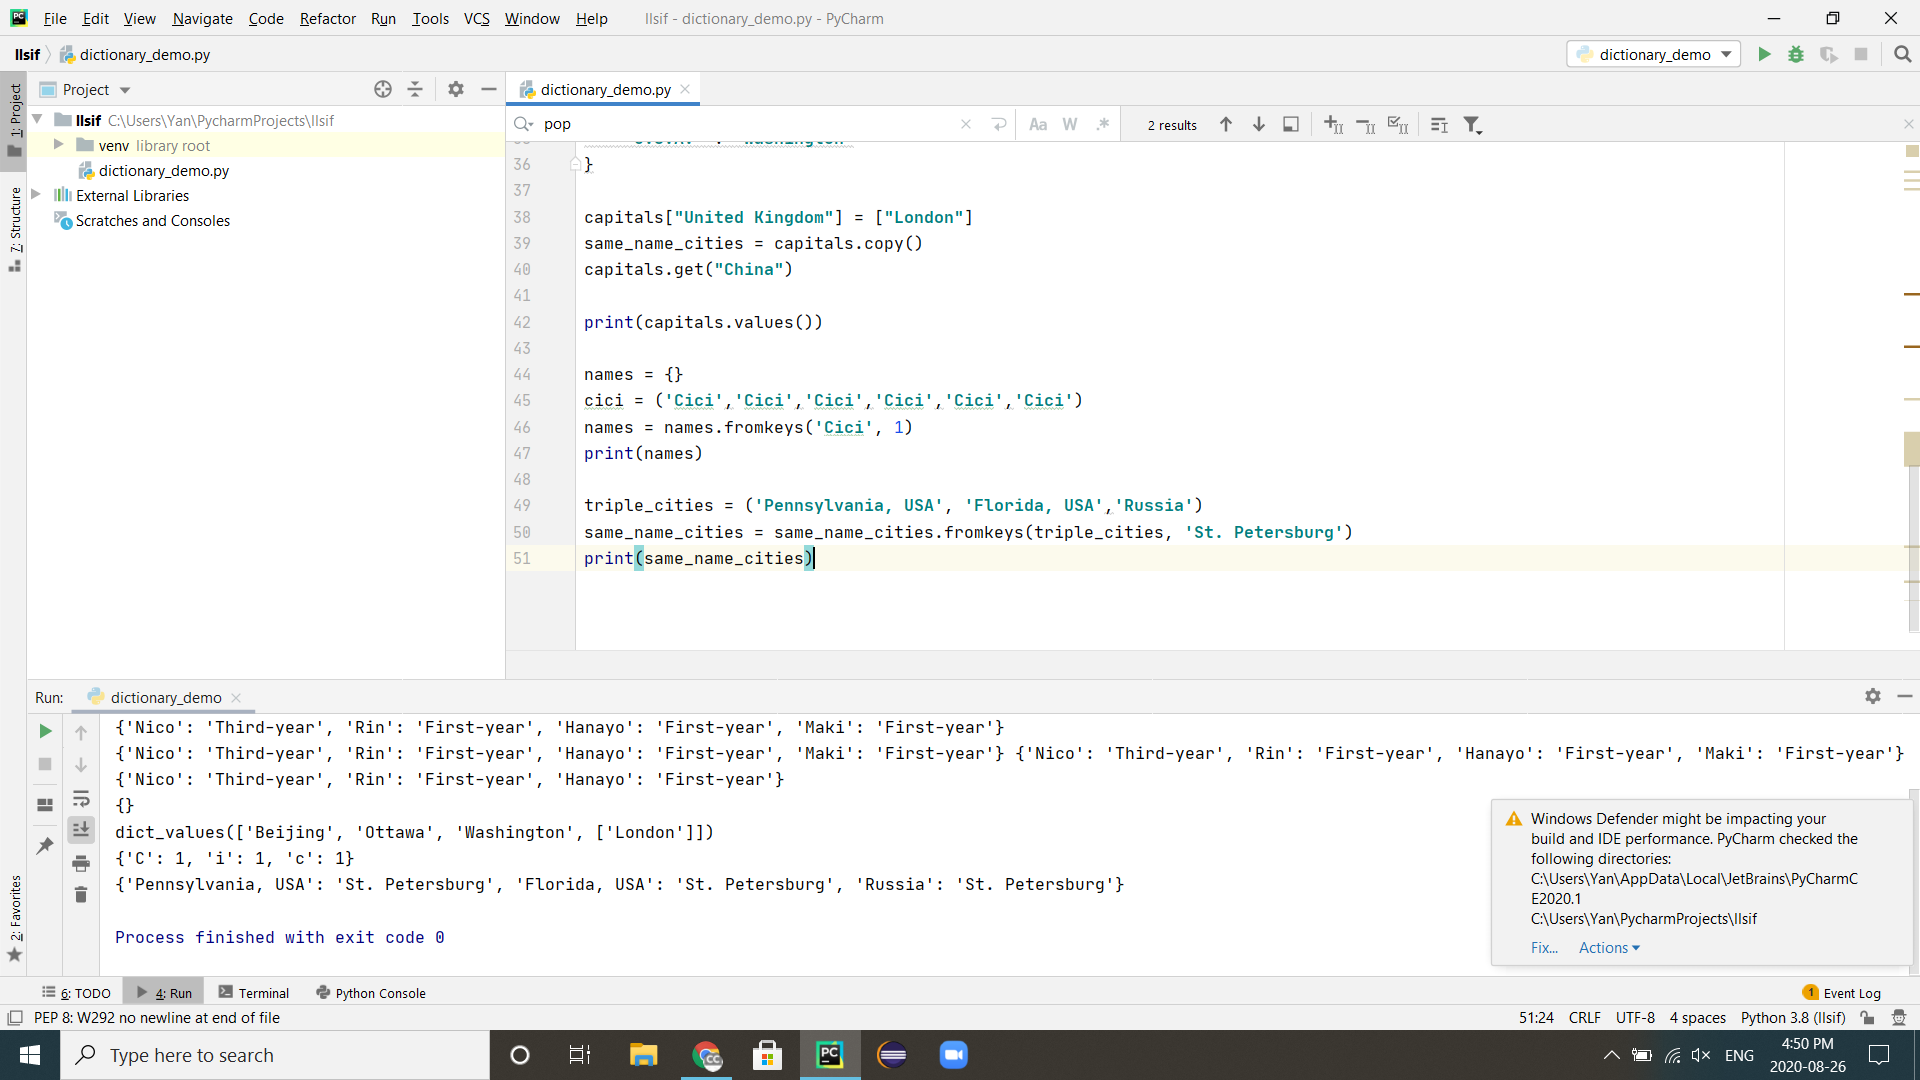 File Edit View Navigate Code Refactor Run Tools VCS Window Help llsif - dictionary_demo.py - PyCharm
llsif dictionary_demo.py dictionary_demo
Project dictionary_demo.py
1: Project
7: Structure
2: Favorites
llsif C:\Users\Yan\PycharmProjects\llsif
venv library root
dictionary_demo.py
External Libraries
Scratches and Consoles
pop Aa W .* 2 results
36 }
37
38 capitals["United Kingdom"] = ["London"]
39 same_name_cities = capitals.copy()
40 capitals.get("China")
41
42 print(capitals.values())
43
44 names = {}
45 cici = ('Cici','Cici','Cici','Cici','Cici','Cici')
46 names = names.fromkeys('Cici', 1)
47 print(names)
48
49 triple_cities = ('Pennsylvania, USA', 'Florida, USA','Russia')
50 same_name_cities = same_name_cities.fromkeys(triple_cities, 'St. Petersburg')
51 print(same_name_cities)
Run: dictionary_demo
{'Nico': 'Third-year', 'Rin': 'First-year', 'Hanayo': 'First-year', 'Maki': 'First-year'}
{'Nico': 'Third-year', 'Rin': 'First-year', 'Hanayo': 'First-year', 'Maki': 'First-year'} {'Nico': 'Third-year', 'Rin': 'First-year', 'Hanayo': 'First-year', 'Maki': 'First-year'}
{'Nico': 'Third-year', 'Rin': 'First-year', 'Hanayo': 'First-year'}
{}
dict_values(['Beijing', 'Ottawa', 'Washington', ['London']])
{'C': 1, 'i': 1, 'c': 1}
{'Pennsylvania, USA': 'St. Petersburg', 'Florida, USA': 'St. Petersburg', 'Russia': 'St. Petersburg'}
Process finished with exit code 0
Windows Defender might be impacting your
build and IDE performance. PyCharm checked the
following directories:
C:\Users\Yan\AppData\Local\JetBrains\PyCharmC
E2020.1
C:\Users\Yan\PycharmProjects\llsif
Fix... Actions
6: TODO 4: Run Terminal Python Console 1 Event Log
PEP 8: W292 no newline at end of file 51:24 CRLF UTF-8 4 spaces Python 3.8 (llsif)
Type here to search ENG
4:50 PM
2020-08-26